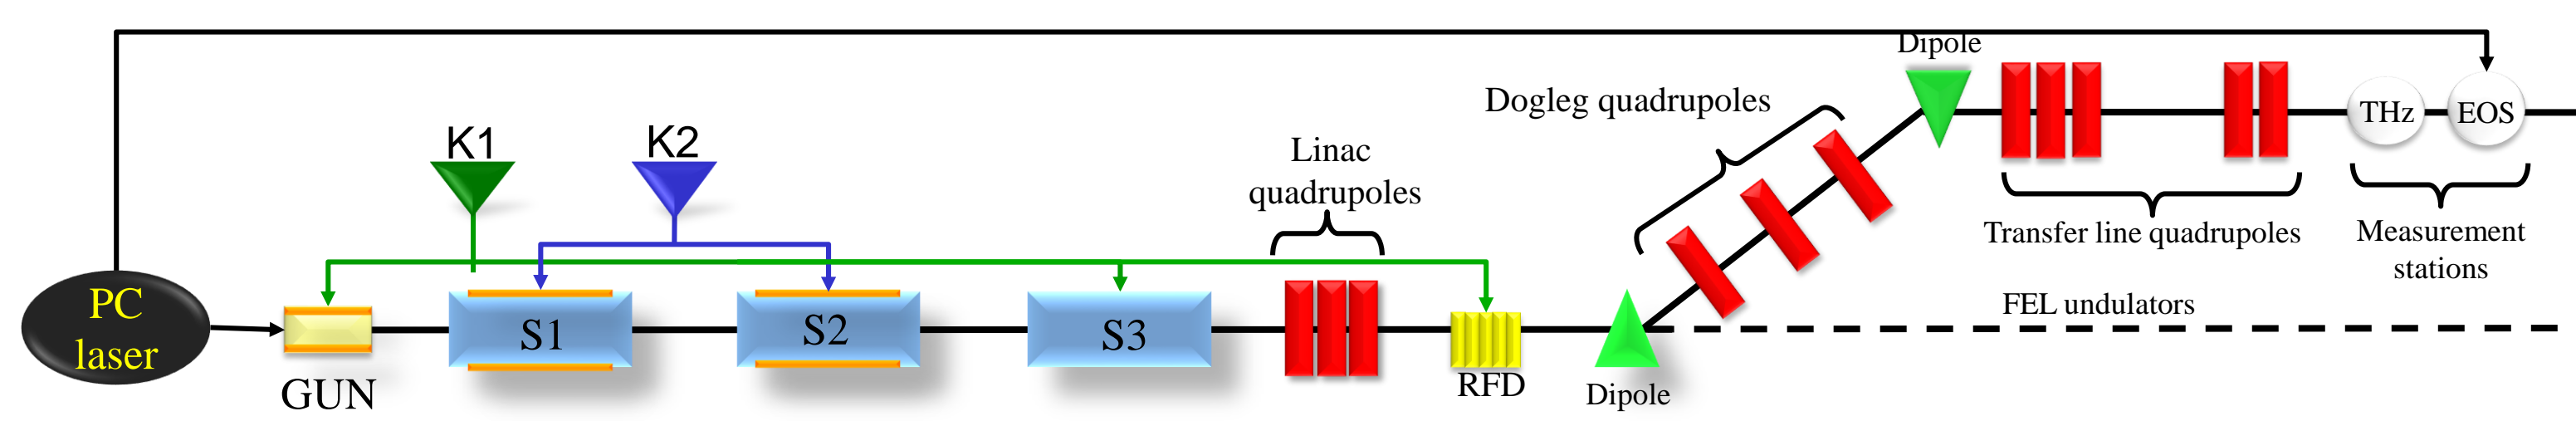 Dipole
Dogleg quadrupoles
THz
EOS
K1
K2
Linac
quadrupoles
Transfer line quadrupoles
Measurement
stations
PC
laser
FEL undulators
S1
S2
S3
GUN
RFD
Dipole